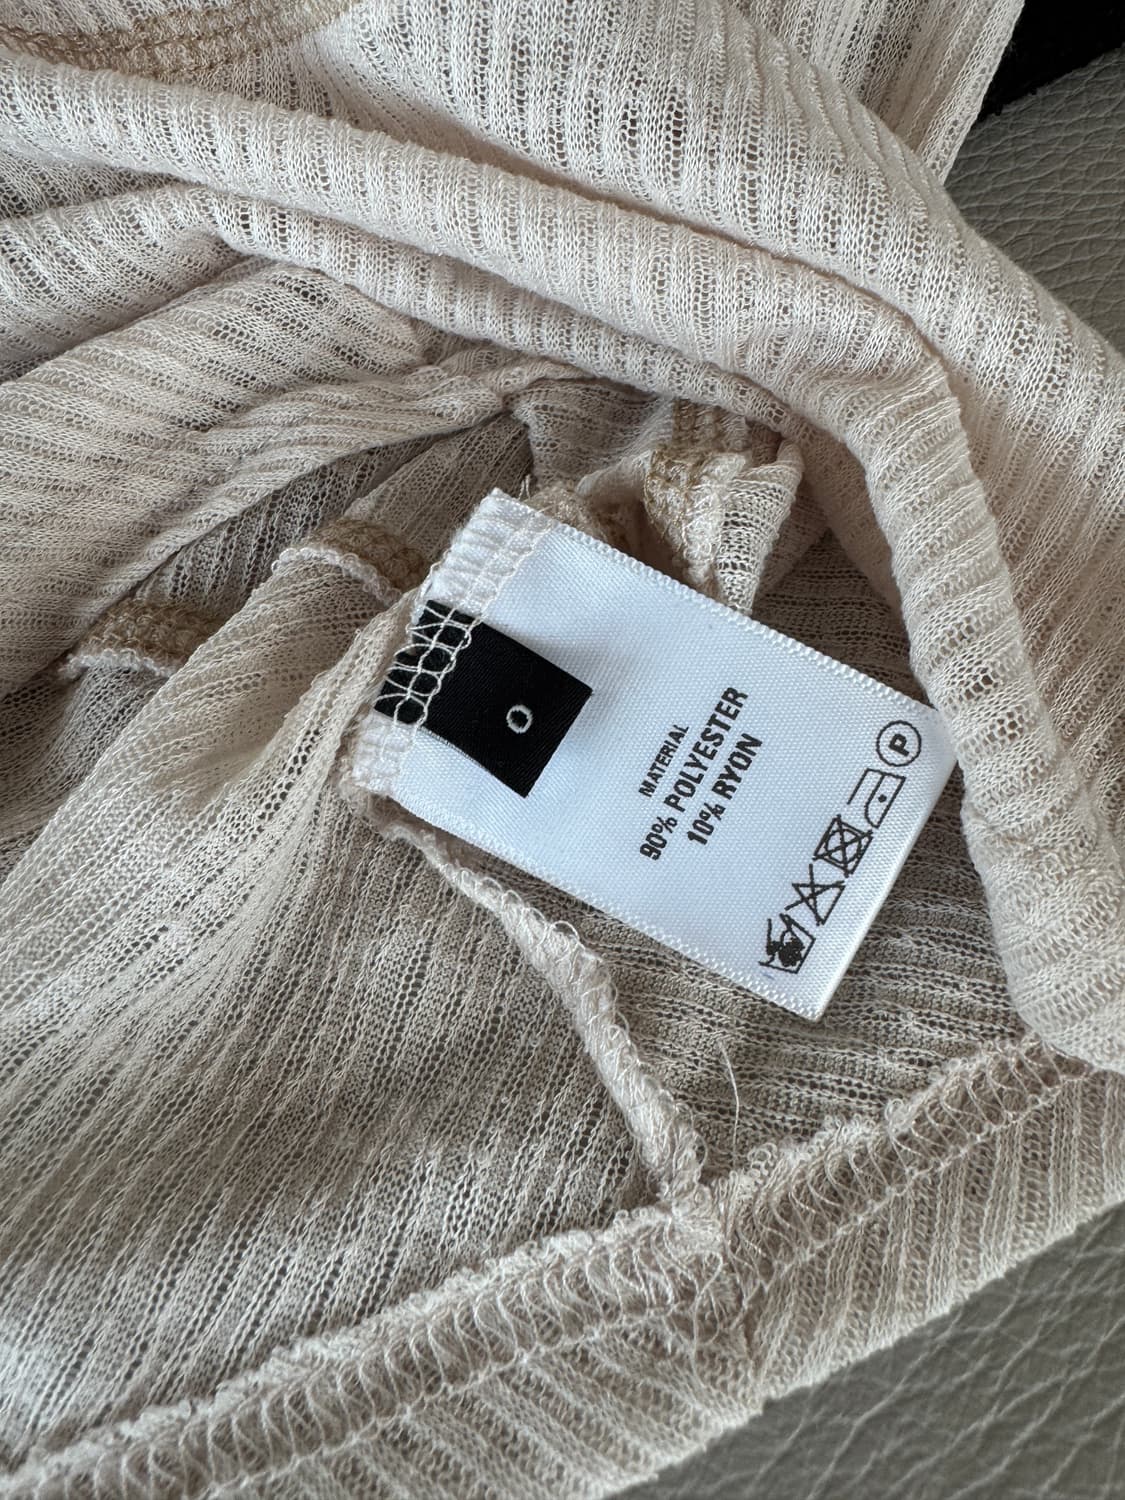 O
MATERIAL
90% POLYESTER
10% RYON
P